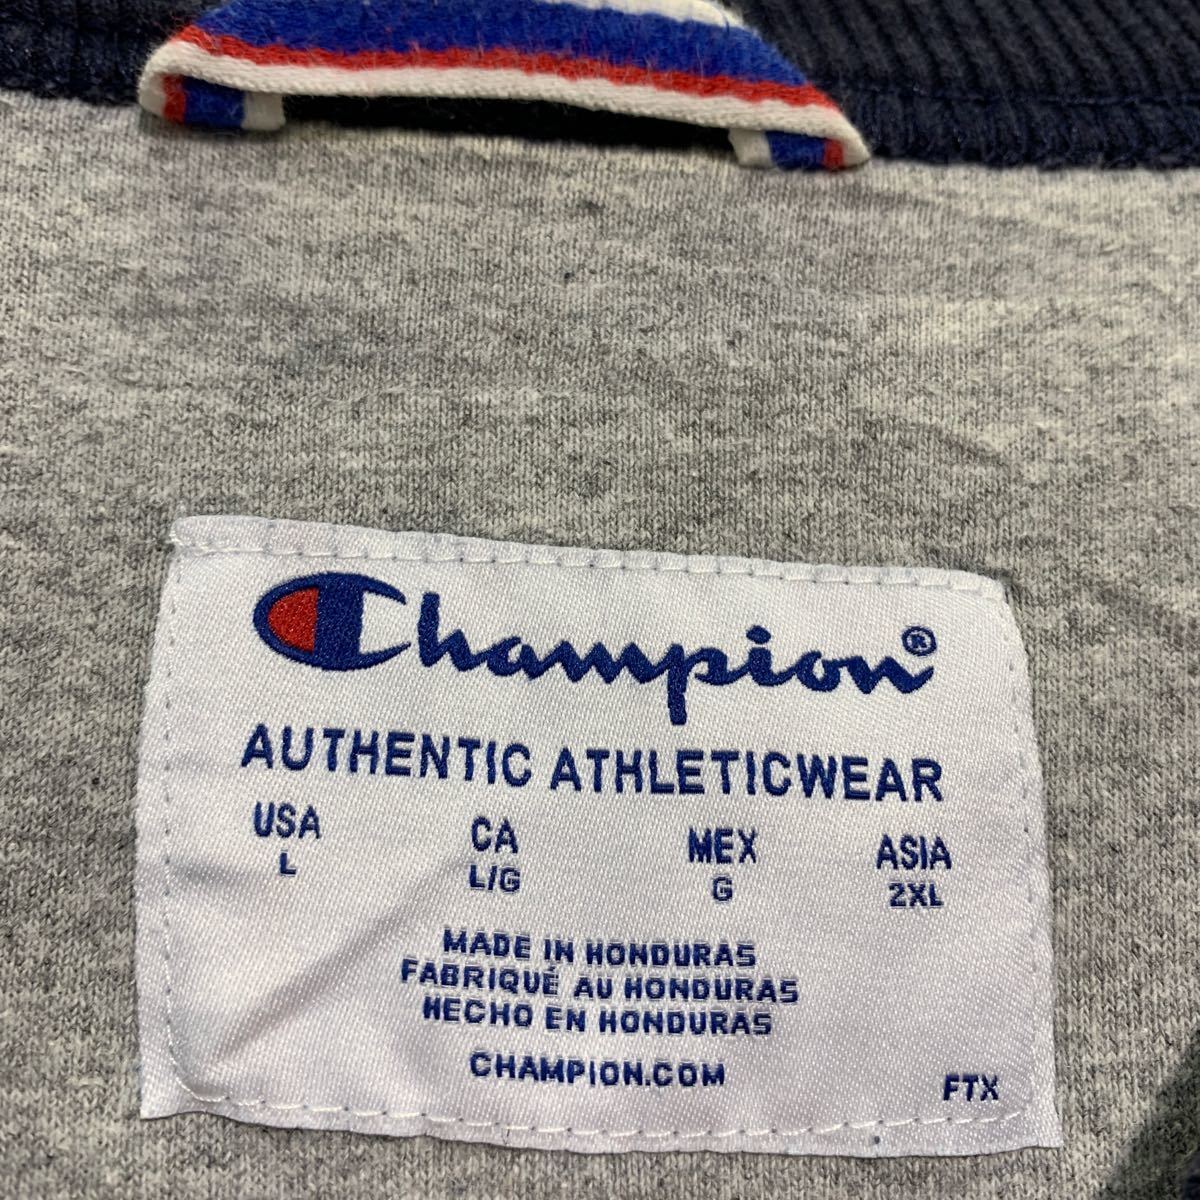 Champion®
AUTHENTIC ATHLETICWEAR
USA CA MEX ASIA
L L/G G 2XL
MADE IN HONDURAS
FABRIQUÉ AU HONDURAS
HECHO EN HONDURAS
CHAMPION.COM
FTX